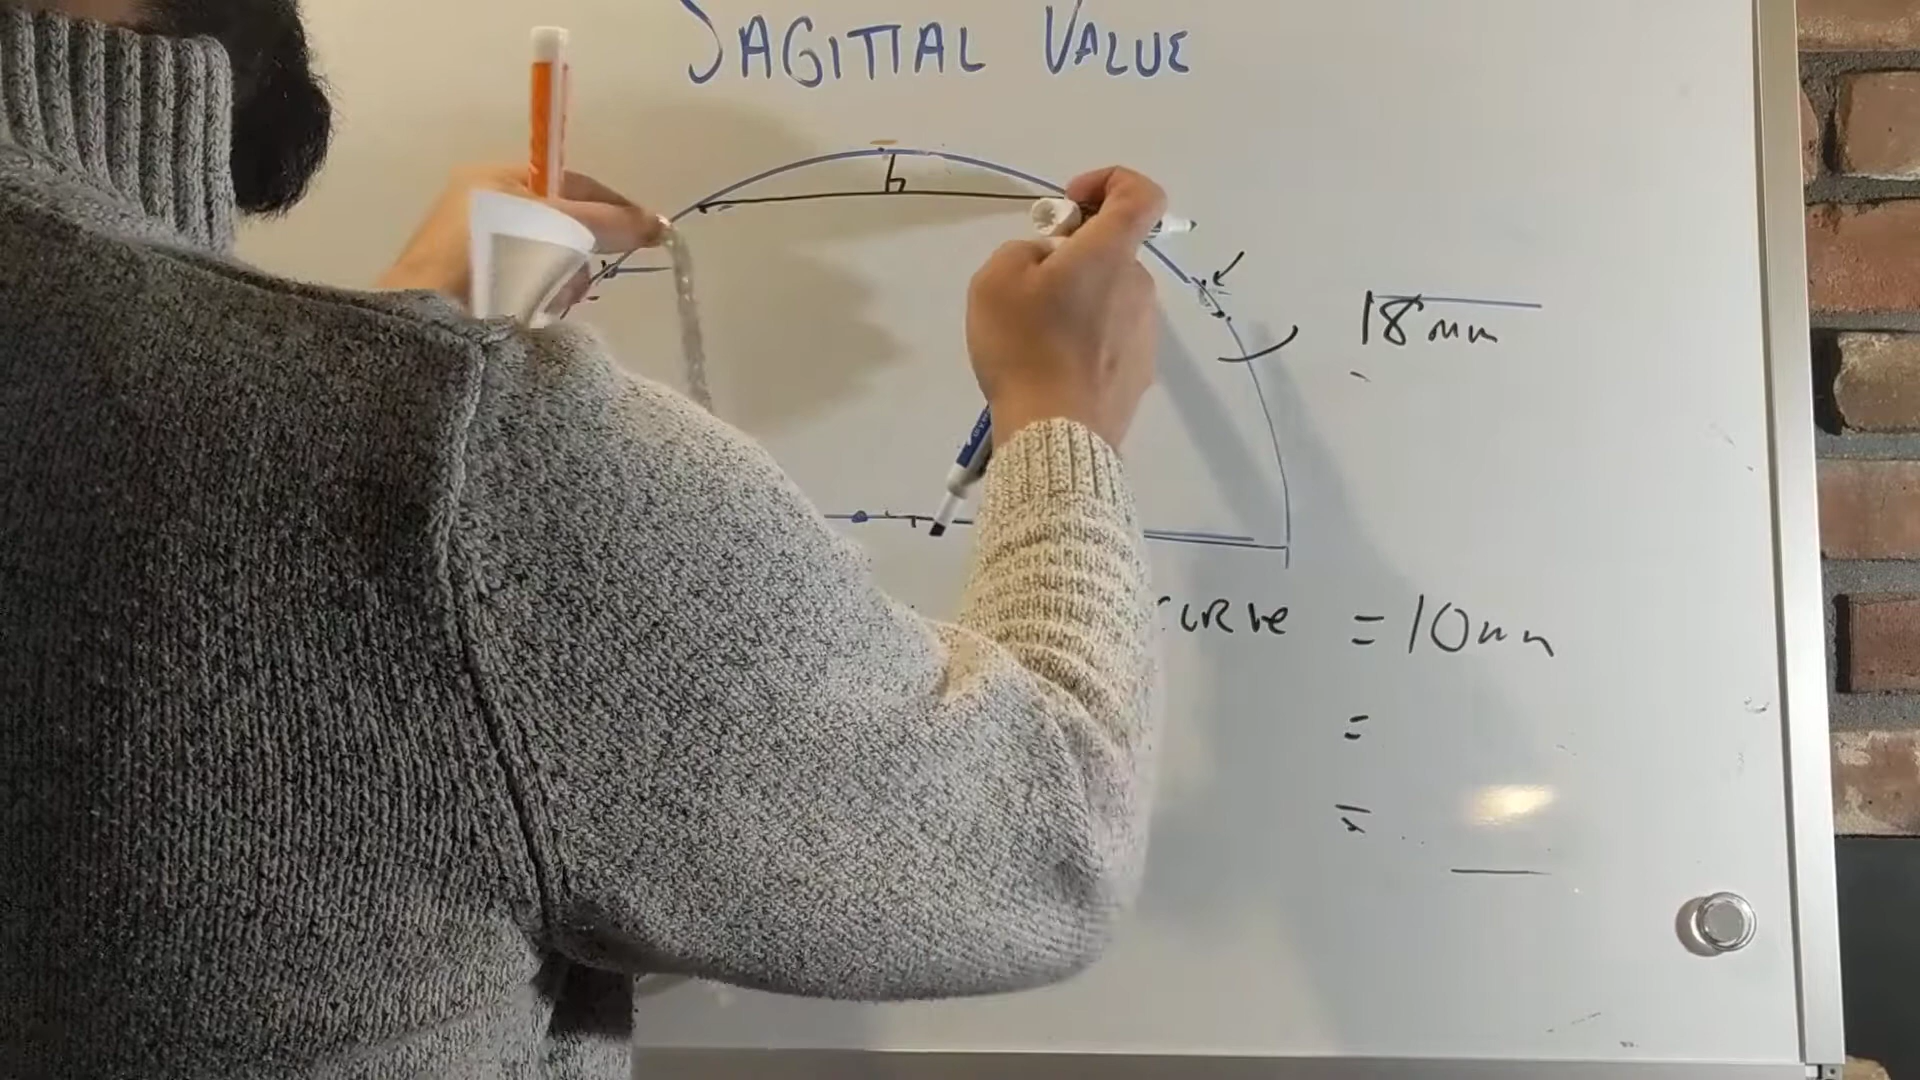 SAGITTAL VALUE
h
18mm
CURVE = 10mm
=
=